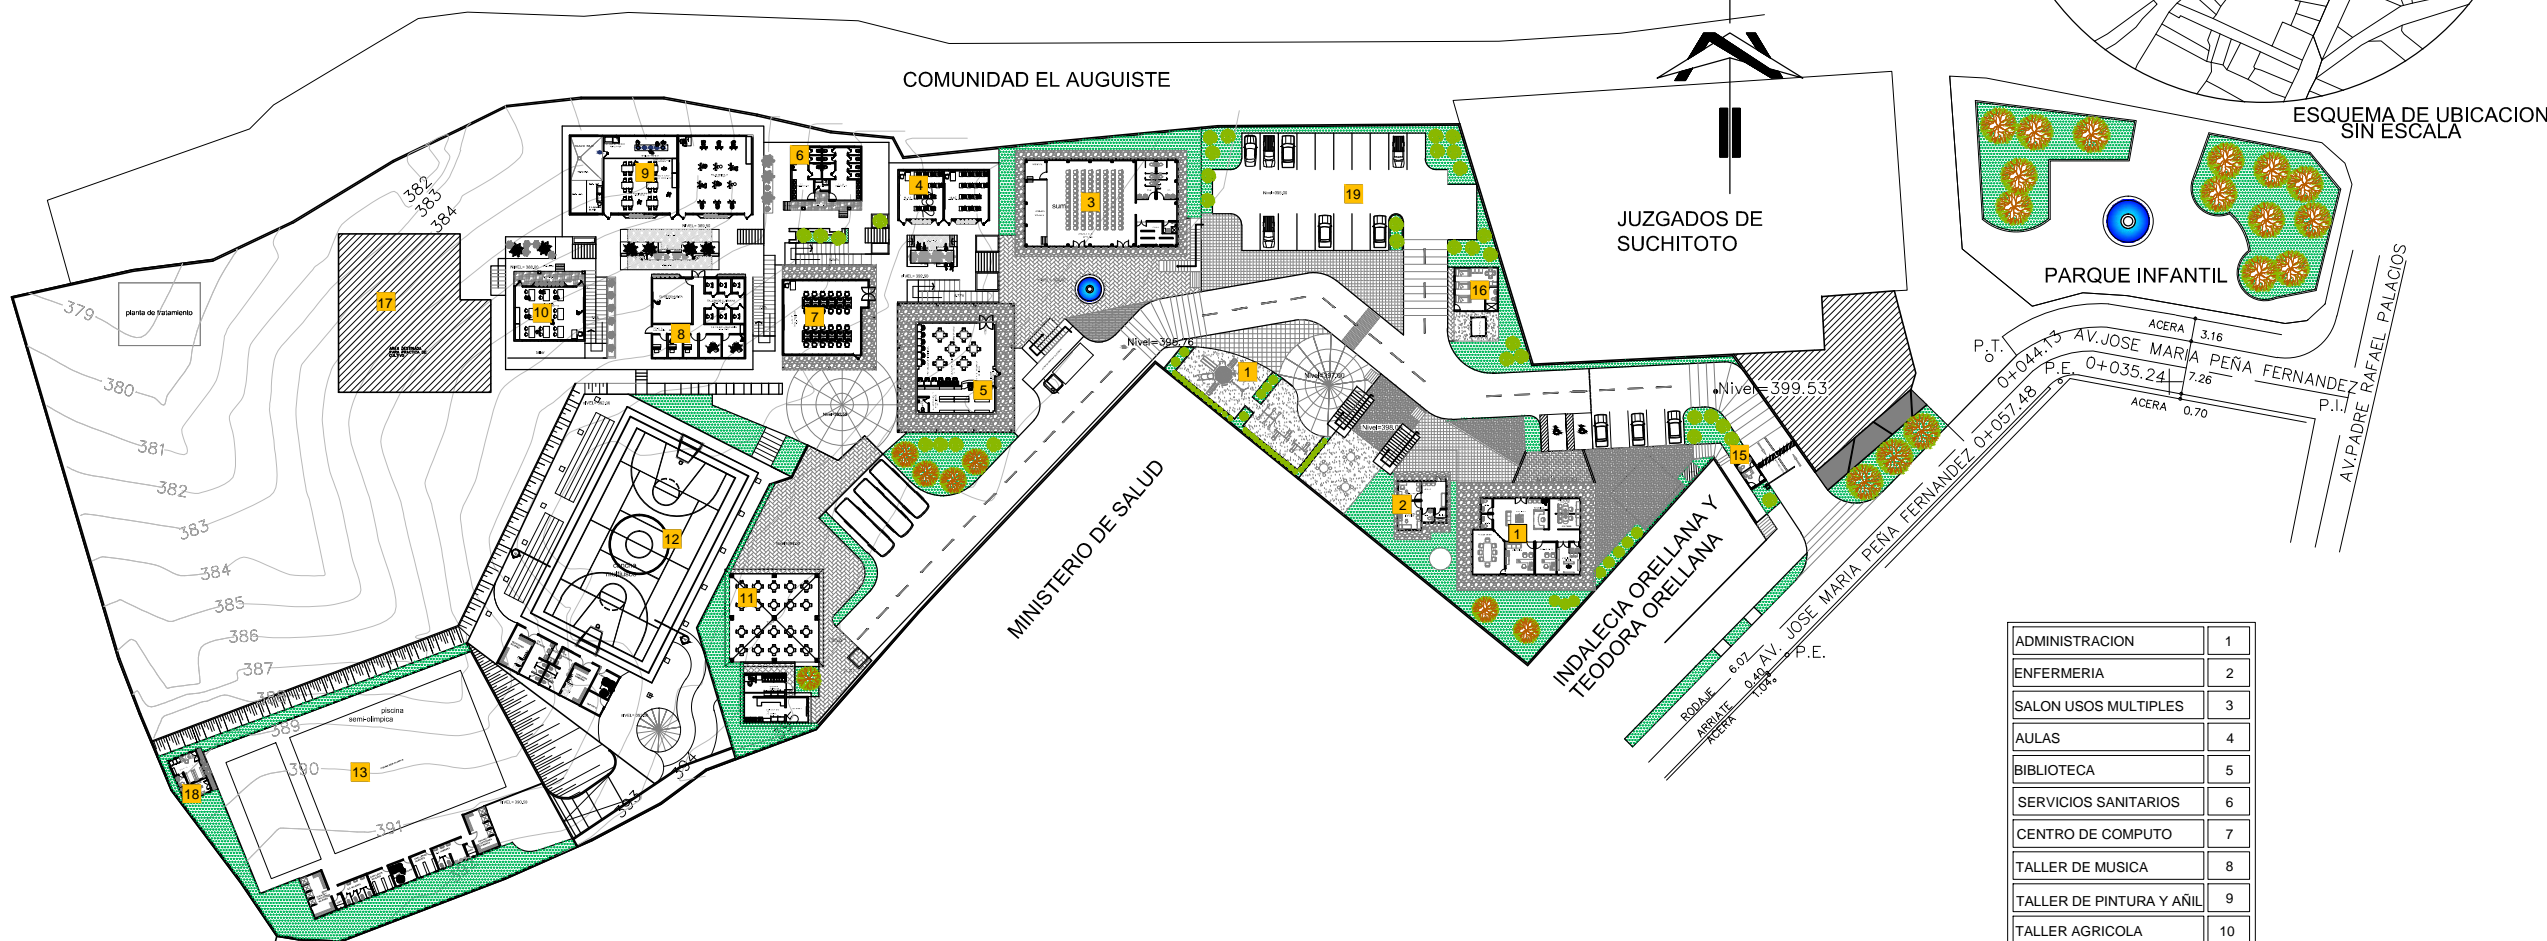 COMUNIDAD EL AUGUISTE
ESQUEMA DE UBICACION
SIN ESCALA
JUZGADOS DE
SUCHITOTO
PARQUE INFANTIL
planta de tratamiento
379
380
381
382
383
384
385
386
387
389
390
391
382
383
384
393
394
17
10
9
8
6
7
4
5
3
19
16
1
2
1
15
12
11
13
18
cancha
piscina
semi-olimpica
Nivel=399.53
MINISTERIO DE SALUD
INDALECIA ORELLANA Y
TEODORA ORELLANA
ACERA
3.16
AV.JOSE MARIA PEÑA FERNANDEZ
P.T.
0+044.13
P.E.
0+035.24
7.26
P.I.
ACERA
0.70
AV.PADRE RAFAEL PALACIOS
AV. JOSE MARIA PEÑA FERNANDEZ 0+057.48
P.E.
RODAJE
6.07
ARRIATE
0.40
ACERA
1.04
ADMINISTRACION 1
ENFERMERIA 2
SALON USOS MULTIPLES 3
AULAS 4
BIBLIOTECA 5
SERVICIOS SANITARIOS 6
CENTRO DE COMPUTO 7
TALLER DE MUSICA 8
TALLER DE PINTURA Y AÑIL 9
TALLER AGRICOLA 10